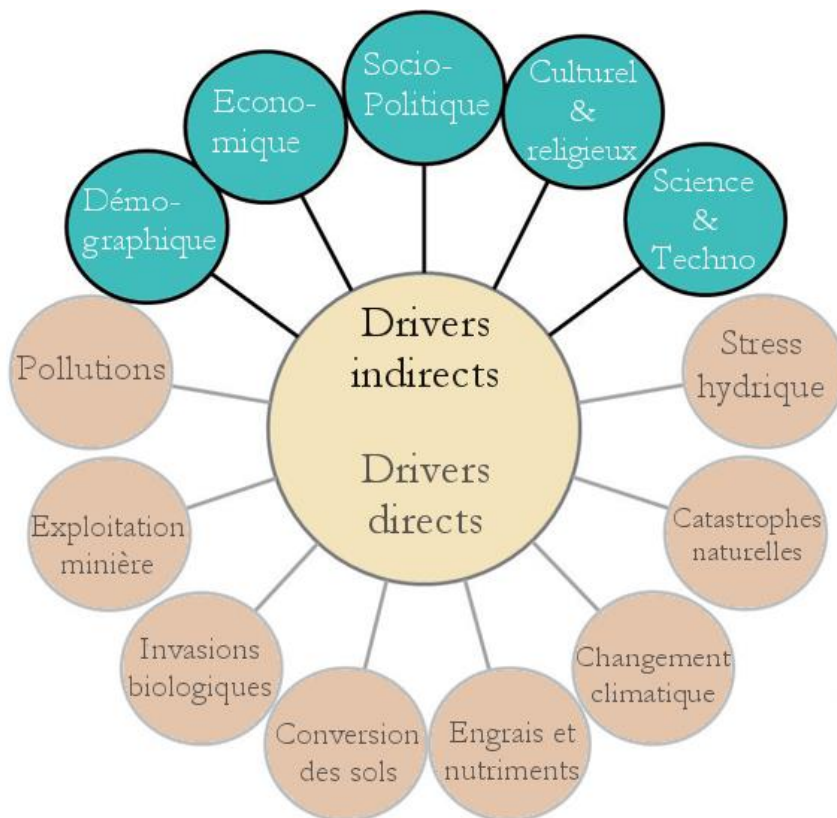 Socio-
Politique
Econo-
mique
Culturel
&
religieux
Démo-
graphique
Science
&
Techno
Drivers
indirects
Drivers
directs
Pollutions
Stress
hydrique
Exploitation
minière
Catastrophes
naturelles
Invasions
biologiques
Changement
climatique
Conversion
des sols
Engrais et
nutriments